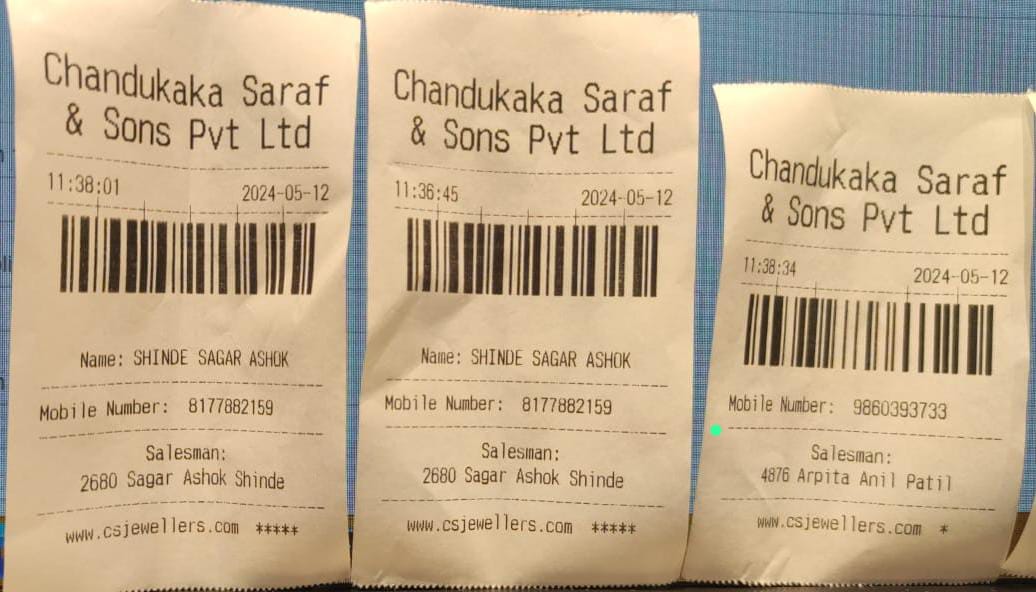 Chandukaka Saraf
& Sons Pvt Ltd
11:38:01 2024-05-12
Name: SHINDE SAGAR ASHOK
Mobile Number: 8177882159
Salesman:
2680 Sagar Ashok Shinde
www.csjewellers.com *****
Chandukaka Saraf
& Sons Pvt Ltd
11:36:45 2024-05-12
Name: SHINDE SAGAR ASHOK
Mobile Number: 8177882159
Salesman:
2680 Sagar Ashok Shinde
www.csjewellers.com *****
Chandukaka Saraf
& Sons Pvt Ltd
11:38:34 2024-05-12
Mobile Number: 9860393733
Salesman:
4876 Arpita Anil Patil
www.csjewellers.com *